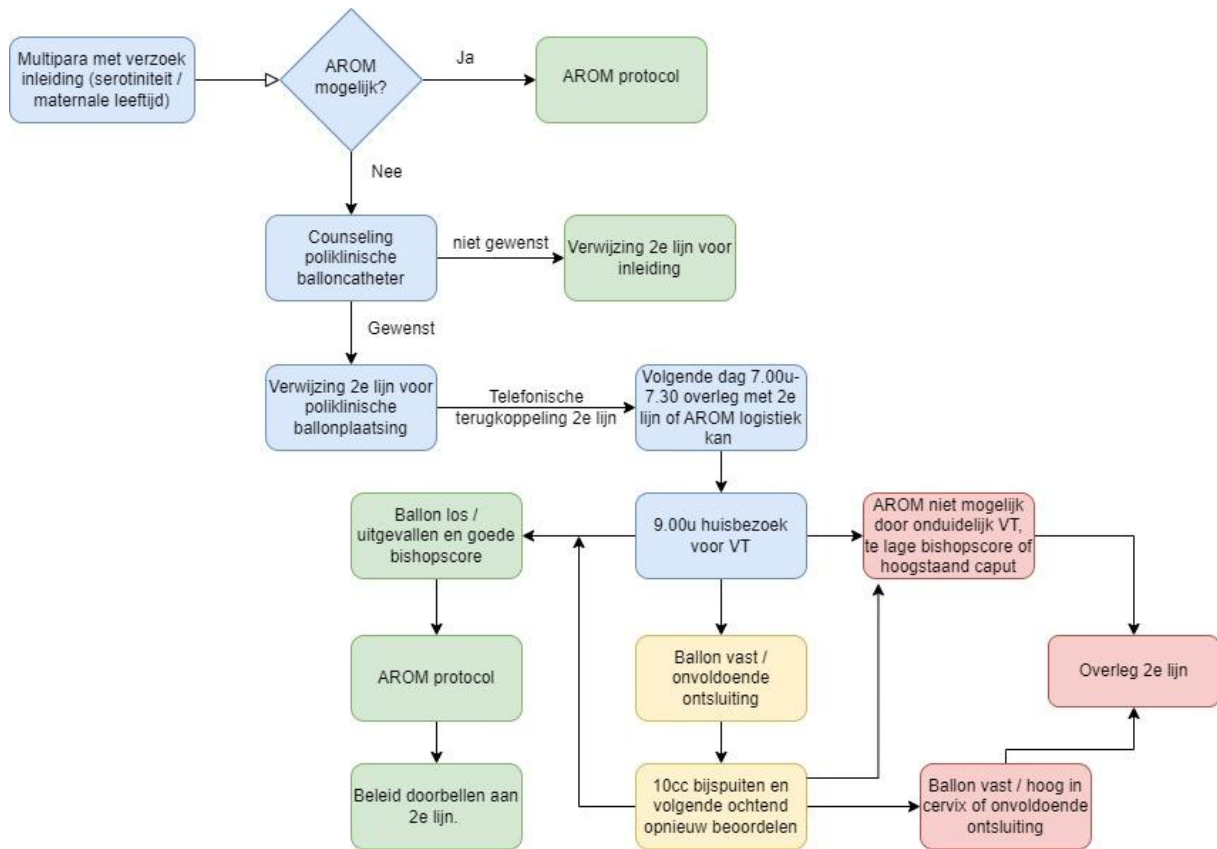 Multipara met verzoek
inleiding (serotiniteit /
maternale leeftijd)
AROM
mogelijk?
Ja
AROM protocol
Nee
Counseling
poliklinische
balloncatheter
niet gewenst
Verwijzing 2e lijn voor
inleiding
Gewenst
Verwijzing 2e lijn voor
poliklinische
ballonplaatsing
Telefonische
terugkoppeling 2e lijn
Volgende dag 7.00u-
7.30 overleg met 2e
lijn of AROM logistiek
kan
Ballon los /
uitgevallen en goede
bishopscore
9.00u huisbezoek
voor VT
AROM niet mogelijk
door onduidelijk VT,
te lage bishopscore of
hoogstaand caput
AROM protocol
Ballon vast /
onvoldoende
ontsluiting
Overleg 2e lijn
Beleid doorbellen aan
2e lijn.
10cc bijspuiten en
volgende ochtend
opnieuw beoordelen
Ballon vast / hoog in
cervix of onvoldoende
ontsluiting